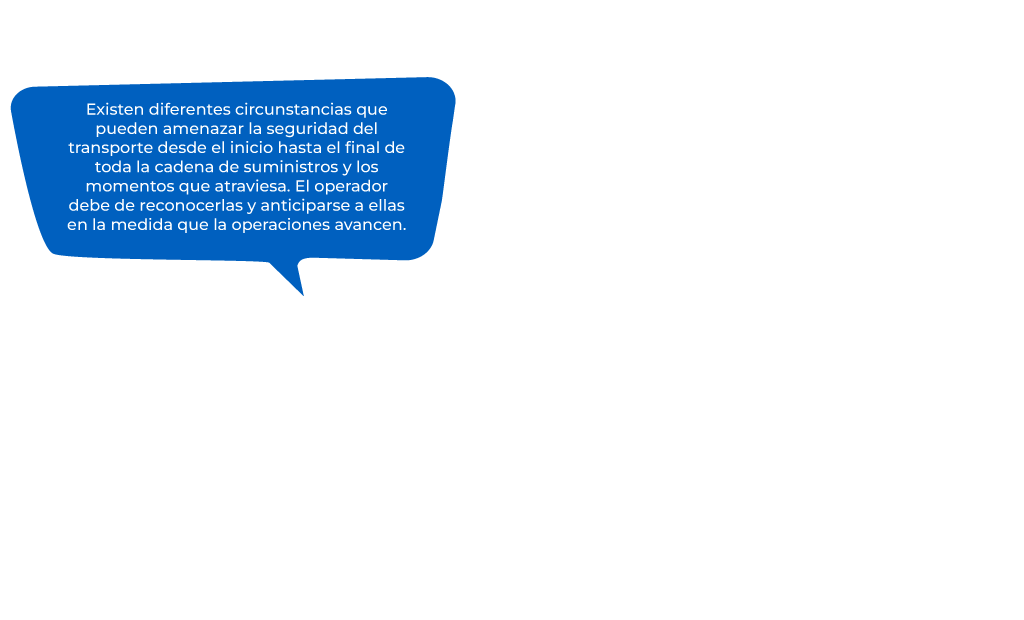 Existen diferentes circunstancias que
pueden amenazar la seguridad del
transporte desde el inicio hasta el final de
toda la cadena de suministros y los
momentos que atraviesa. El operador
debe de reconocerlas y anticiparse a ellas
en la medida que la operaciones avancen.